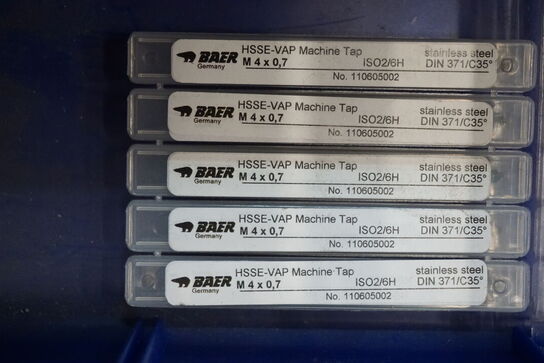 BAER HSSE-VAP Machine Tap stainless steel
Germany M 4 x 0,7 ISO2/6H DIN 371/C35°
No. 110605002
BAER HSSE-VAP Machine Tap stainless steel
Germany M 4 x 0,7 ISO2/6H DIN 371/C35°
No. 110605002
BAER HSSE-VAP Machine Tap stainless steel
Germany M 4 x 0,7 ISO2/6H DIN 371/C35°
No. 110605002
BAER HSSE-VAP Machine Tap stainless steel
Germany M 4 x 0,7 ISO2/6H DIN 371/C35°
No. 110605002
BAER HSSE-VAP Machine Tap stainless steel
Germany M 4 x 0,7 ISO2/6H DIN 371/C35°
No. 110605002